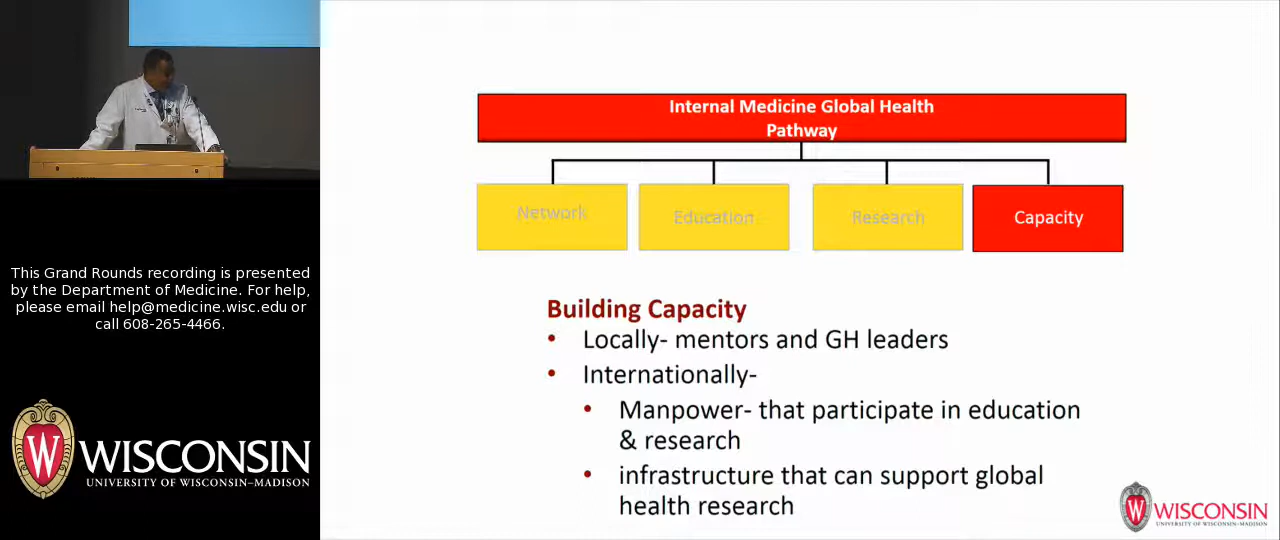 This Grand Rounds recording is presented
by the Department of Medicine. For help,
please email help@medicine.wisc.edu or
call 608-265-4466.
W
WISCONSIN
UNIVERSITY OF WISCONSIN–MADISON
Internal Medicine Global Health
Pathway
Network
Education
Research
Capacity
Building Capacity
• Locally- mentors and GH leaders
• Internationally-
• Manpower- that participate in education
& research
• infrastructure that can support global
health research
W
WISCONSIN
UNIVERSITY OF WISCONSIN–MADISON